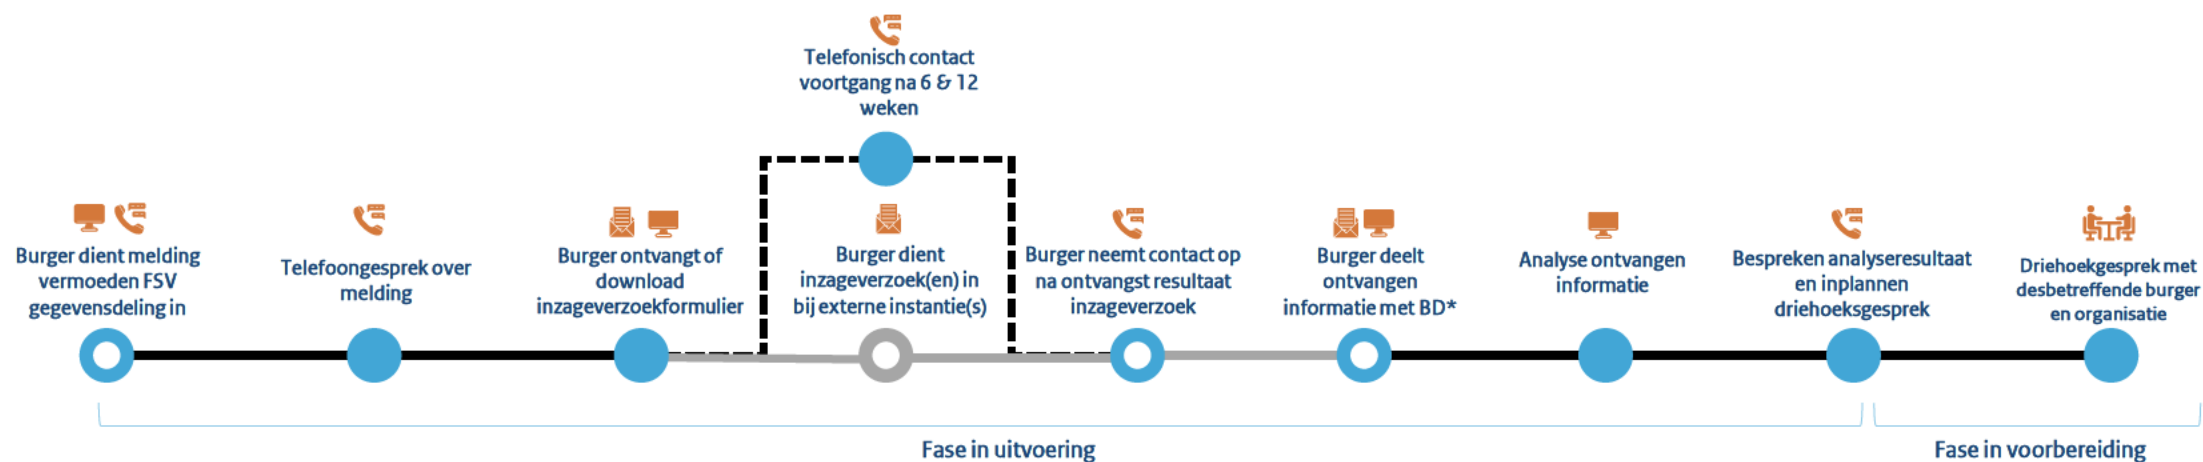 Telefonisch contact
voortgang na 6 & 12
weken
Burger dient melding
vermoeden FSV
gegevensdeling in
Telefoongesprek over
melding
Burger ontvangt of
download
inzageverzoekformulier
Burger dient
inzageverzoek(en) in
bij externe instantie(s)
Burger neemt contact op
na ontvangst resultaat
inzageverzoek
Burger deelt
ontvangen
informatie met BD*
Analyse ontvangen
informatie
Bespreken analyseresultaat
en inplannen
driehoeksgesprek
Driehoekgesprek met
desbetreffende burger
en organisatie
Fase in uitvoering
Fase in voorbereiding